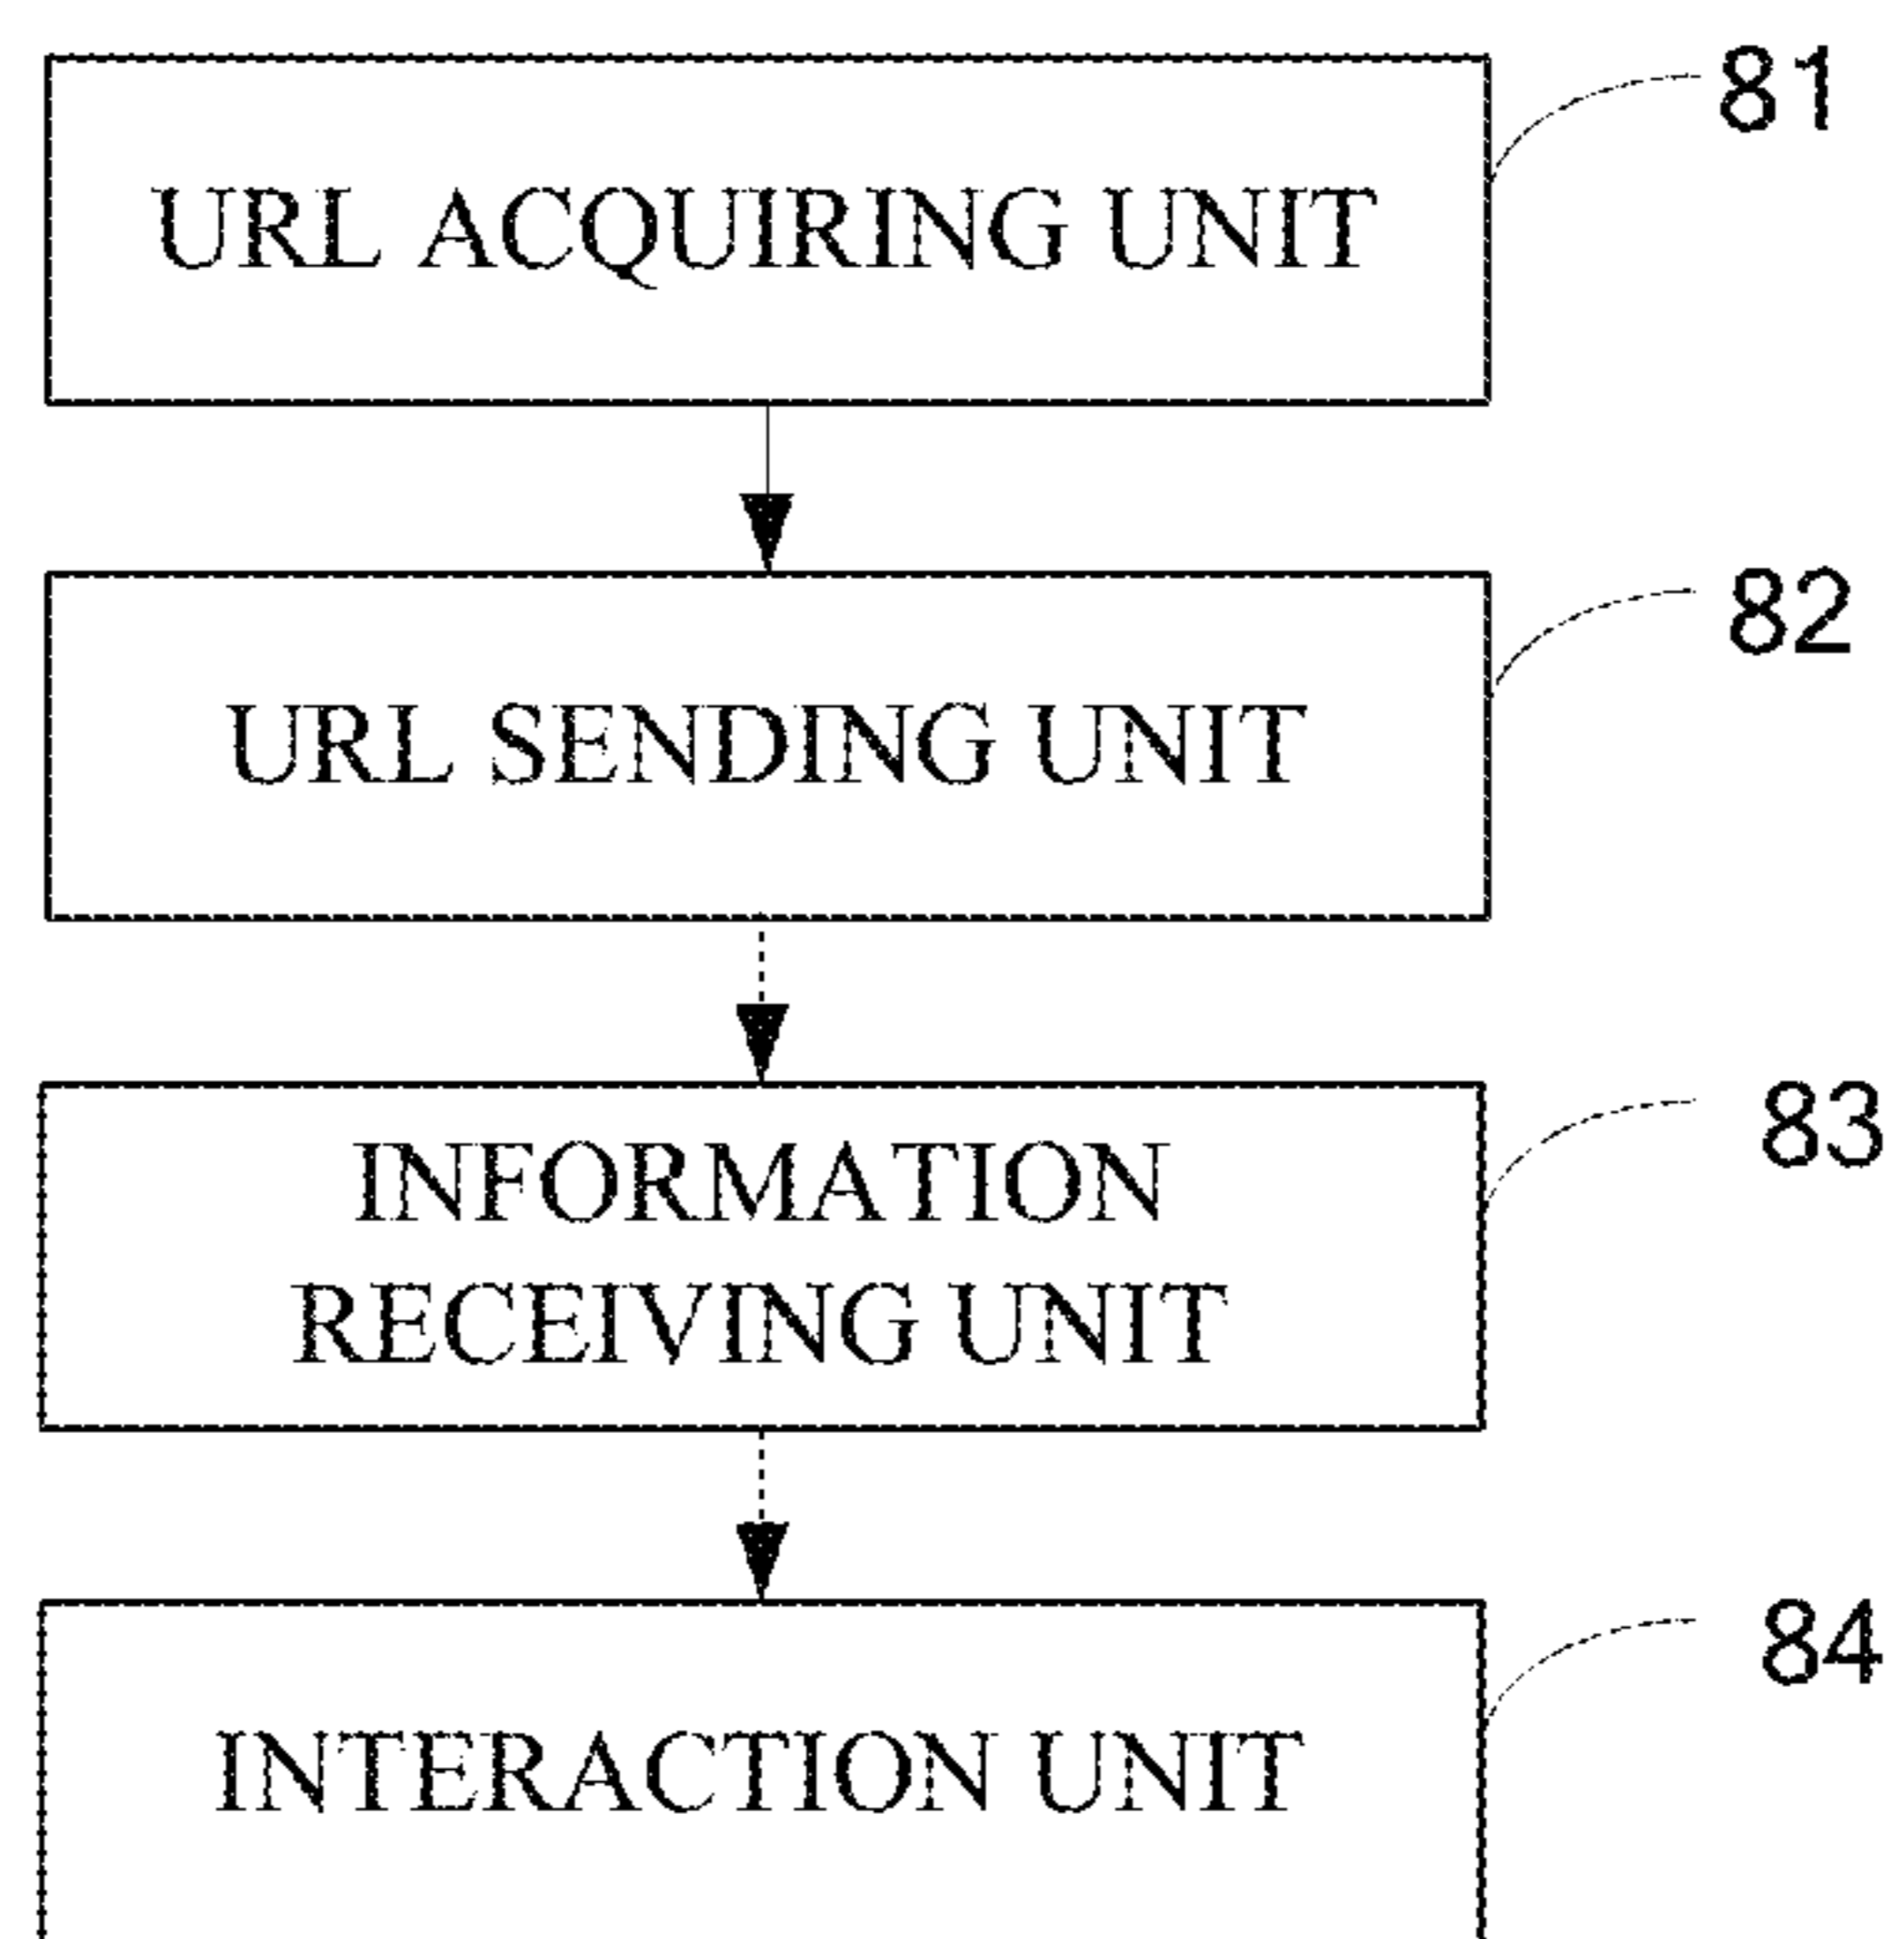 81
URL ACQUIRING UNIT
82
URL SENDING UNIT
83
INFORMATION
RECEIVING UNIT
84
INTERACTION UNIT